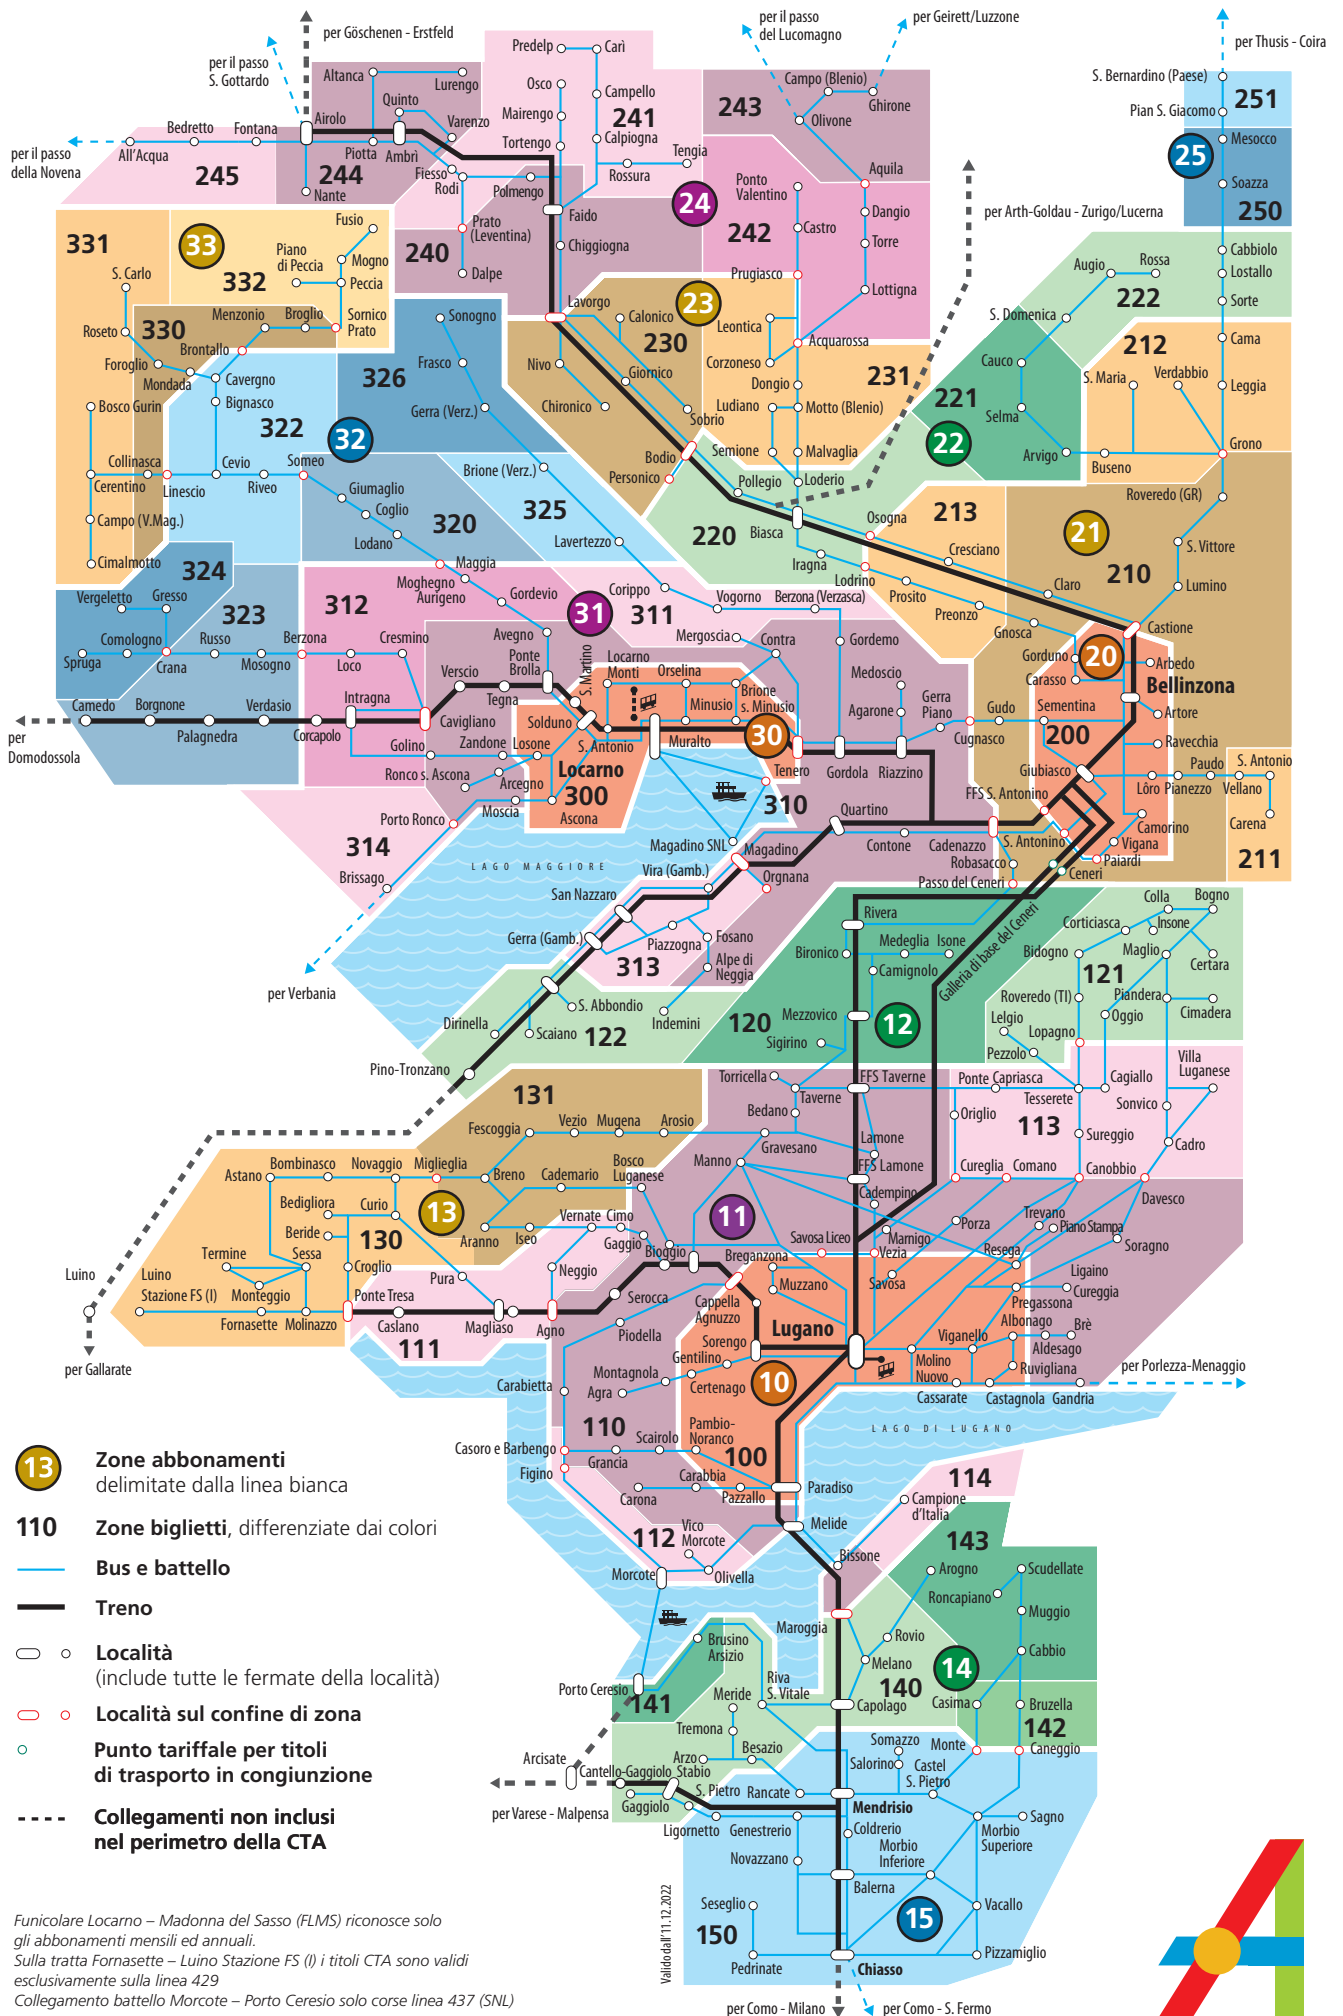 per Göschenen - Erstfeld
per il passo
S. Gottardo
per il passo
del Lucomagno
per Geirett/Luzzone
per Thusis - Coira
per il passo
della Novena
Predelp
Carì
Altanca
Lurengo
Osco
Campello
241
243
Campo (Blenio)
Ghirone
S. Bernardino (Paese)
251
Pian S. Giacomo
Quinto
Mairengo
Varenzo
Airolo
Bedretto
Fontana
Tortengo
Calpiogna
Olivone
Mesocco
25
All'Acqua
Piotta
Ambrì
Tengia
Rossura
245
244
Nante
Fiesso
Rodi
Polmengo
Faido
24
Ponto
Valentino
Aquila
Soazza
250
per Arth-Goldau - Zurigo/Lucerna
331
33
Fusio
Prato
(Leventina)
240
Chiggiogna
242
Castro
Dangio
Torre
Cabbiolo
Lostallo
S. Carlo
Piano
di Peccia
332
Mogno
Peccia
Dalpe
Prugiasco
Lottigna
Augio
Rossa
222
Sorte
330
Menzonio
Broglio
Sornico
Prato
Lavorgo
23
Calonico
230
Leontica
S. Domenica
Roseto
Brontallo
Sonogno
Corzoneso
Acquarossa
212
Cama
Foroglio
Mondada
Cavergno
326
Frasco
Nivo
Giornico
Dongio
231
Cauco
S. Maria
Verdabbio
Leggia
Bosco Gurin
Bignasco
Gerra (Verz.)
Chironico
Sobrio
Ludiano
Motto (Blenio)
221
Selma
322
32
22
Collinasca
Cerentino
Linescio
Cevio
Riveo
Someo
Brione (Verz.)
Bodio
Personico
Semione
Malvaglia
Arvigo
Buseno
Grono
Pollegio
Loderio
Roveredo (GR)
Campo (V.Mag.)
Giumaglio
Coglio
Lodano
320
325
Lavertezzo
220
Biasca
Osogna
213
21
210
S. Vittore
Cimalmotto
324
Maggia
Iragna
Cresciano
Lumino
Vergeletto
Gresso
323
312
Moghegno
Aurigeno
Gordevio
31
Corippo
311
Vogorno
Berzona (Verzasca)
Lodrino
Prosito
Preonzo
Claro
Gnosca
Castione
Comologno
Spruga
Crana
Russo
Mosogno
Berzona
Loco
Cresmino
Avegno
Ponte
Brolla
S. Martino
Locarno
Monti
Mergoscia
Contra
Gordemo
Gorduno
20
Arbedo
Carasso
Bellinzona
Verscio
Tegna
Orselina
Minusio
Brione
s. Minusio
Medoscio
Agarone
Gerra
Piano
Gudo
Sementina
Artore
Camedo
Borgnone
Palagnedra
Verdasio
Corcapolo
Intragna
Cavigliano
Solduno
S. Antonio
Muralto
30
Tenero
Gordola
Riazzino
Cugnasco
200
Ravecchia
per
Domodossola
Golino
Zandone
Losone
Locarno
300
Giubiasco
Paudo
S. Antonio
Ronco s. Ascona
Arcegno
Moscia
Ascona
310
Quartino
FFS S. Antonino
Lôro
Pianezzo
Vellano
Porto Ronco
314
Magadino SNL
Magadino
Contone
Cadenazzo
S. Antonino
Camorino
Vigana
Carena
211
Brissago
LAGO MAGGIORE
Vira (Gamb.)
Orgnana
Robasacco
Passo del Ceneri
Paiardi
Ceneri
San Nazzaro
Rivera
Galleria di base del Ceneri
Colla
Bogno
Corticiasca
Insone
Gerra (Gamb.)
Piazzogna
Fosano
Bironico
Medeglia
Isone
Bidogno
Maglio
Certara
313
Alpe di
Neggia
Camignolo
121
per Verbania
S. Abbondio
Indemini
120
Mezzovico
12
Roveredo (TI)
Piandera
Oggio
Cimadera
Dirinella
Scaiano
122
Sigirino
Lelgio
Lopagno
Pezzolo
Pino-Tronzano
Torricella
FFS Taverne
Ponte Capriasca
Cagiallo
Villa
Luganese
131
Taverne
Tesserete
Sonvico
Fescoggia
Vezio
Mugena
Arosio
Bedano
Gravesano
Lamone
Origlio
113
Sureggio
Cadro
Astano
Bombinasco
Novaggio
Miglieglia
Breno
Cademario
Bosco
Luganese
Manno
FFS Lamone
Cureglia
Comano
Canobbio
Bedigliora
Curio
13
11
Cadempino
Davesco
Beride
130
Aranno
Iseo
Vernate
Cimo
Gaggio
Savosa Liceo
Manigo
Porza
Trevano
Piano Stampa
Soragno
Termine
Sessa
Bioggio
Breganzona
Vezia
Resega
Luino
Luino
Stazione FS (I)
Monteggio
Croglio
Pura
Neggio
Muzzano
Savosa
Ligaino
Cureggia
Fornasette
Molinazzo
Ponte Tresa
Caslano
Magliaso
Agno
Serocca
Cappella
Agnuzzo
Pregassona
111
Piodella
Sorengo
Lugano
Viganello
Albonago
Brè
per Gallarate
Montagnola
Gentilino
Molino
Nuovo
Aldesago
Ruvigliana
per Porlezza-Menaggio
Carabietta
Agra
Certenago
10
Cassarate
Castagnola
Gandria
110
Pambio-
Noranco
LAGO DI LUGANO
Casoro e Barbengo
Scairolo
100
Figino
Grancia
Carabbia
Carona
Pazzallo
Paradiso
114
Campione
d'Italia
112
Vico
Morcote
Melide
143
Morcote
Olivella
Bissone
Arogno
Scudellate
Roncapiano
Muggio
Maroggia
Brusino
Arsizio
Rovio
Cabbio
Riva
S. Vitale
Melano
14
Porto Ceresio
141
Meride
140
Casima
Bruzella
Capolago
142
Tremona
Somazzo
Monte
Caneggio
Arcisate
Arzo
Besazio
Salorino
Castel
S. Pietro
Cantello-Gaggiolo
Stabio
S. Pietro
Rancate
per Varese - Malpensa
Gaggiolo
Mendrisio
Sagno
Ligornetto
Genestrerio
Coldrerio
Morbio
Superiore
Novazzano
Morbio
Inferiore
Balerna
Seseglio
15
Vacallo
150
Pedrinate
Chiasso
Pizzamiglio
per Como - Milano
per Como - S. Fermo
Valido dall'11.12.2022
13
Zone abbonamenti
delimitate dalla linea bianca
110
Zone biglietti, differenziate dai colori
Bus e battello
Treno
Località
(include tutte le fermate della località)
Località sul confine di zona
Punto tariffale per titoli
di trasporto in congiunzione
Collegamenti non inclusi
nel perimetro della CTA
Funicolare Locarno – Madonna del Sasso (FLMS) riconosce solo
gli abbonamenti mensili ed annuali.
Sulla tratta Fornasette – Luino Stazione FS (I) i titoli CTA sono validi
esclusivamente sulla linea 429
Collegamento battello Morcote – Porto Ceresio solo corse linea 437 (SNL)